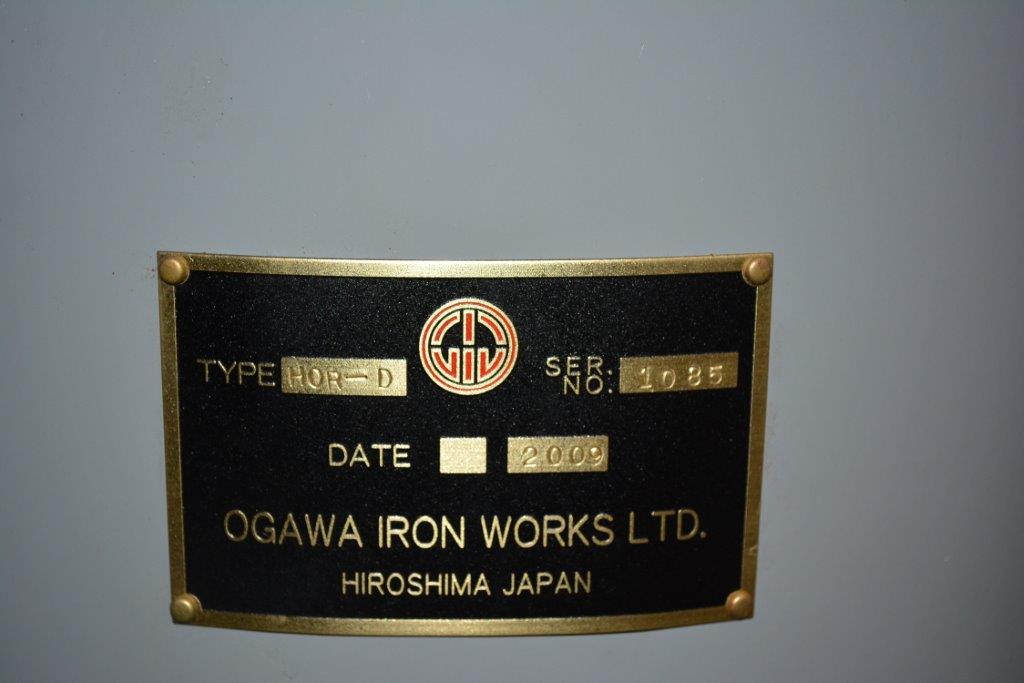 TYPE HOR-D SER. NO. 1085
DATE 2009
OGAWA IRON WORKS LTD.
HIROSHIMA JAPAN